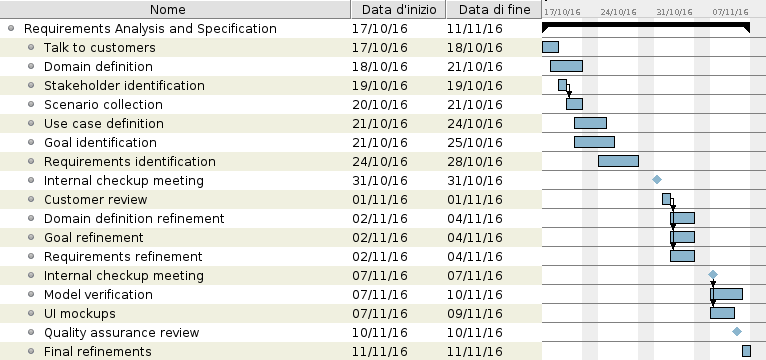 Nome Data d'inizio Data di fine 17/10/16 24/10/16 31/10/16 07/11/16
Requirements Analysis and Specification 17/10/16 11/11/16
Talk to customers 17/10/16 18/10/16
Domain definition 18/10/16 21/10/16
Stakeholder identification 19/10/16 19/10/16
Scenario collection 20/10/16 21/10/16
Use case definition 21/10/16 24/10/16
Goal identification 21/10/16 25/10/16
Requirements identification 24/10/16 28/10/16
Internal checkup meeting 31/10/16 31/10/16
Customer review 01/11/16 01/11/16
Domain definition refinement 02/11/16 04/11/16
Goal refinement 02/11/16 04/11/16
Requirements refinement 02/11/16 04/11/16
Internal checkup meeting 07/11/16 07/11/16
Model verification 07/11/16 10/11/16
UI mockups 07/11/16 09/11/16
Quality assurance review 10/11/16 10/11/16
Final refinements 11/11/16 11/11/16